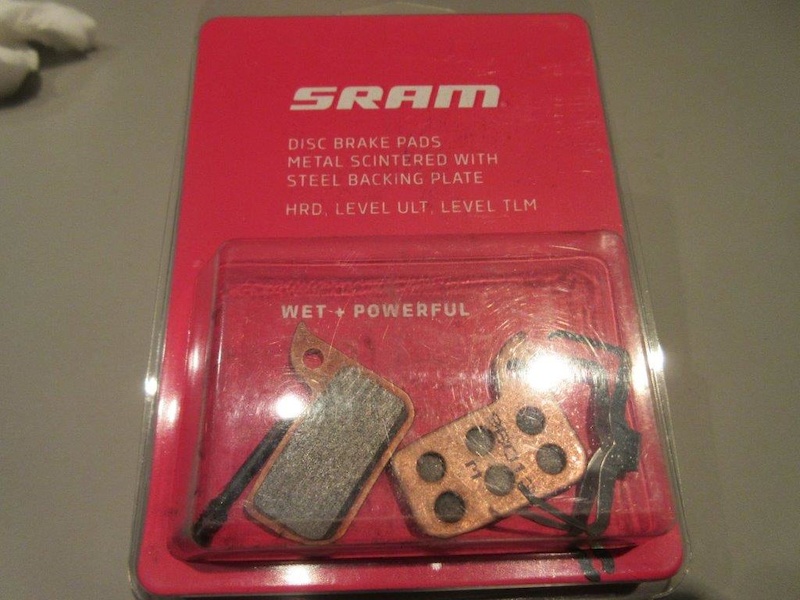 SRAM
DISC BRAKE PADS
METAL SCINTERED WITH
STEEL BACKING PLATE
HRD, LEVEL ULT, LEVEL TLM
WET + POWERFUL